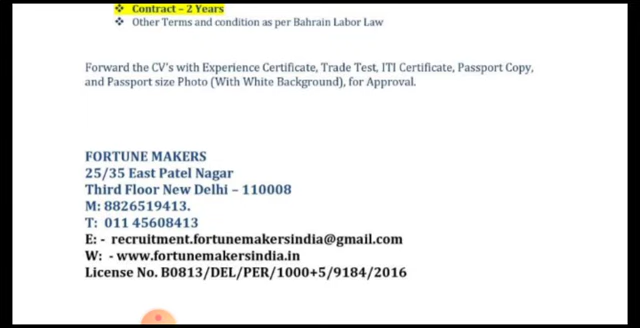 ❖ Contract – 2 Years
❖ Other Terms and condition as per Bahrain Labor Law
Forward the CV's with Experience Certificate, Trade Test, ITI Certificate, Passport Copy,
and Passport size Photo (With White Background), for Approval.
FORTUNE MAKERS
25/35 East Patel Nagar
Third Floor New Delhi – 110008
M: 8826519413.
T: 011 45608413
E: - recruitment.fortunemakersindia@gmail.com
W: - www.fortunemakersindia.in
License No. B0813/DEL/PER/1000+5/9184/2016